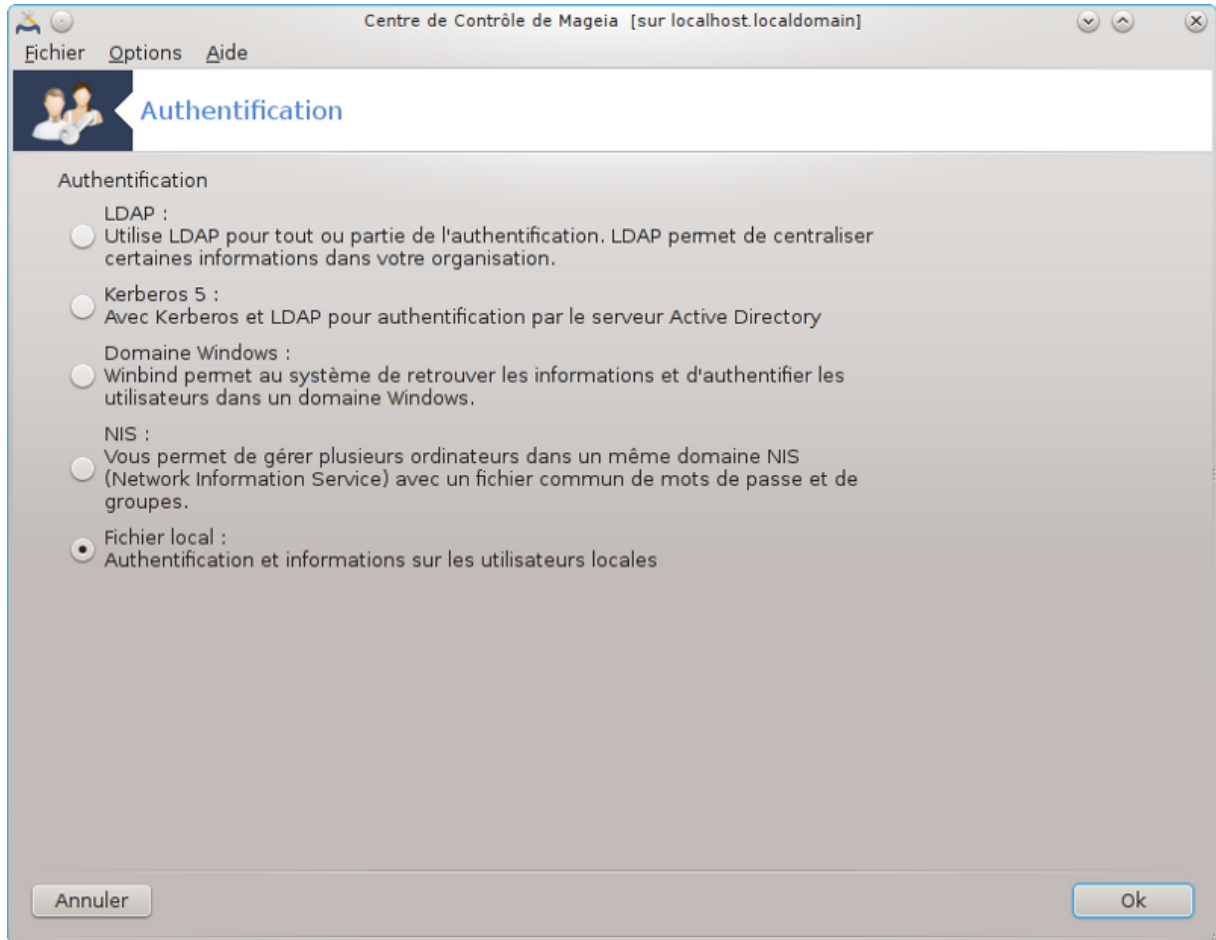 Centre de Contrôle de Mageia [sur localhost.localdomain]
Fichier Options Aide
Authentification
Authentification
LDAP :
Utilise LDAP pour tout ou partie de l'authentification. LDAP permet de centraliser
certaines informations dans votre organisation.
Kerberos 5 :
Avec Kerberos et LDAP pour authentification par le serveur Active Directory
Domaine Windows :
Winbind permet au système de retrouver les informations et d'authentifier les
utilisateurs dans un domaine Windows.
NIS :
Vous permet de gérer plusieurs ordinateurs dans un même domaine NIS
(Network Information Service) avec un fichier commun de mots de passe et de
groupes.
Fichier local :
Authentification et informations sur les utilisateurs locales
Annuler Ok